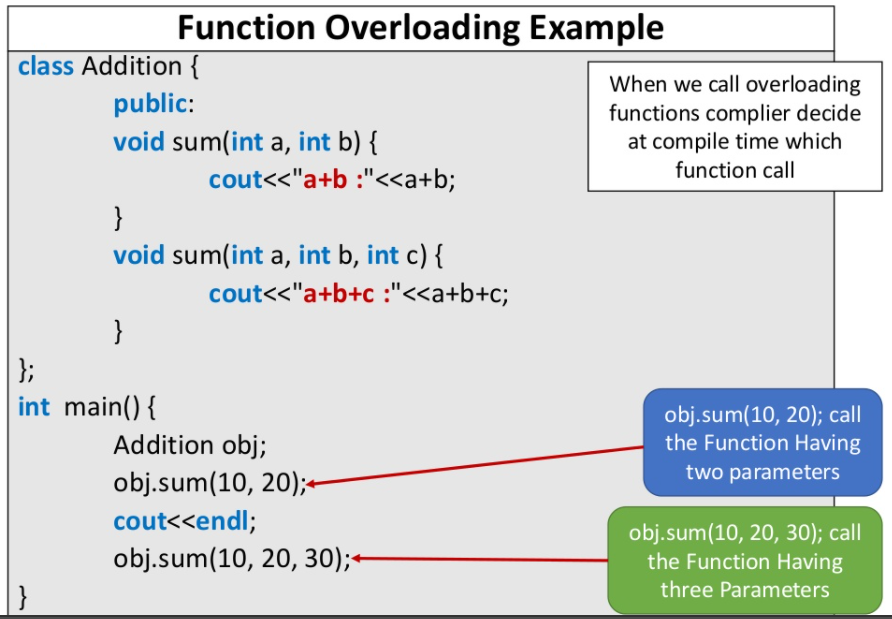 Function Overloading Example
class Addition {
public:
void sum(int a, int b) {
cout<<"a+b :"<<a+b;
}
void sum(int a, int b, int c) {
cout<<"a+b+c :"<<a+b+c;
}
};
int main() {
Addition obj;
obj.sum(10, 20);
cout<<endl;
obj.sum(10, 20, 30);
}
When we call overloading
functions complier decide
at compile time which
function call
obj.sum(10, 20); call
the Function Having
two parameters
obj.sum(10, 20, 30); call
the Function Having
three Parameters